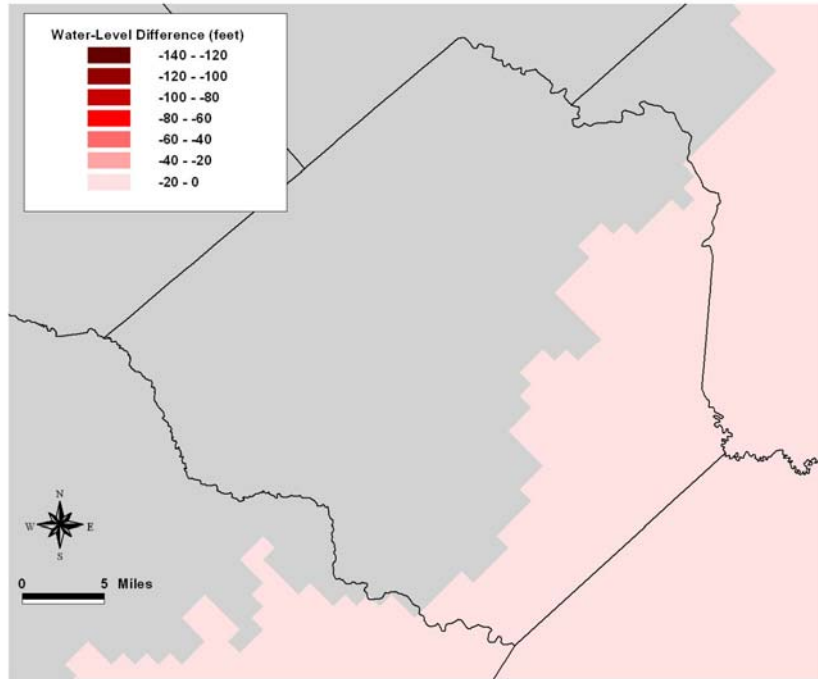 Water-Level Difference (feet)
-140 - -120
-120 - -100
-100 - -80
-80 - -60
-60 - -40
-40 - -20
-20 - 0
N
W E
S
0 5 Miles